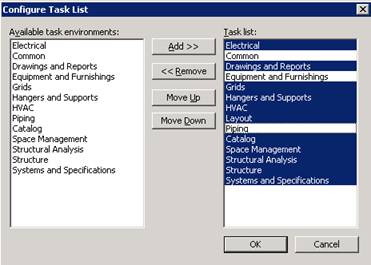 Configure Task List
Available task environments:
Electrical
Common
Drawings and Reports
Equipment and Furnishings
Grids
Hangers and Supports
HVAC
Piping
Catalog
Space Management
Structural Analysis
Structure
Systems and Specifications
Add >>
<< Remove
Move Up
Move Down
Task list:
Electrical
Common
Drawings and Reports
Equipment and Furnishings
Grids
Hangers and Supports
HVAC
Layout
Piping
Catalog
Space Management
Structural Analysis
Structure
Systems and Specifications
OK
Cancel